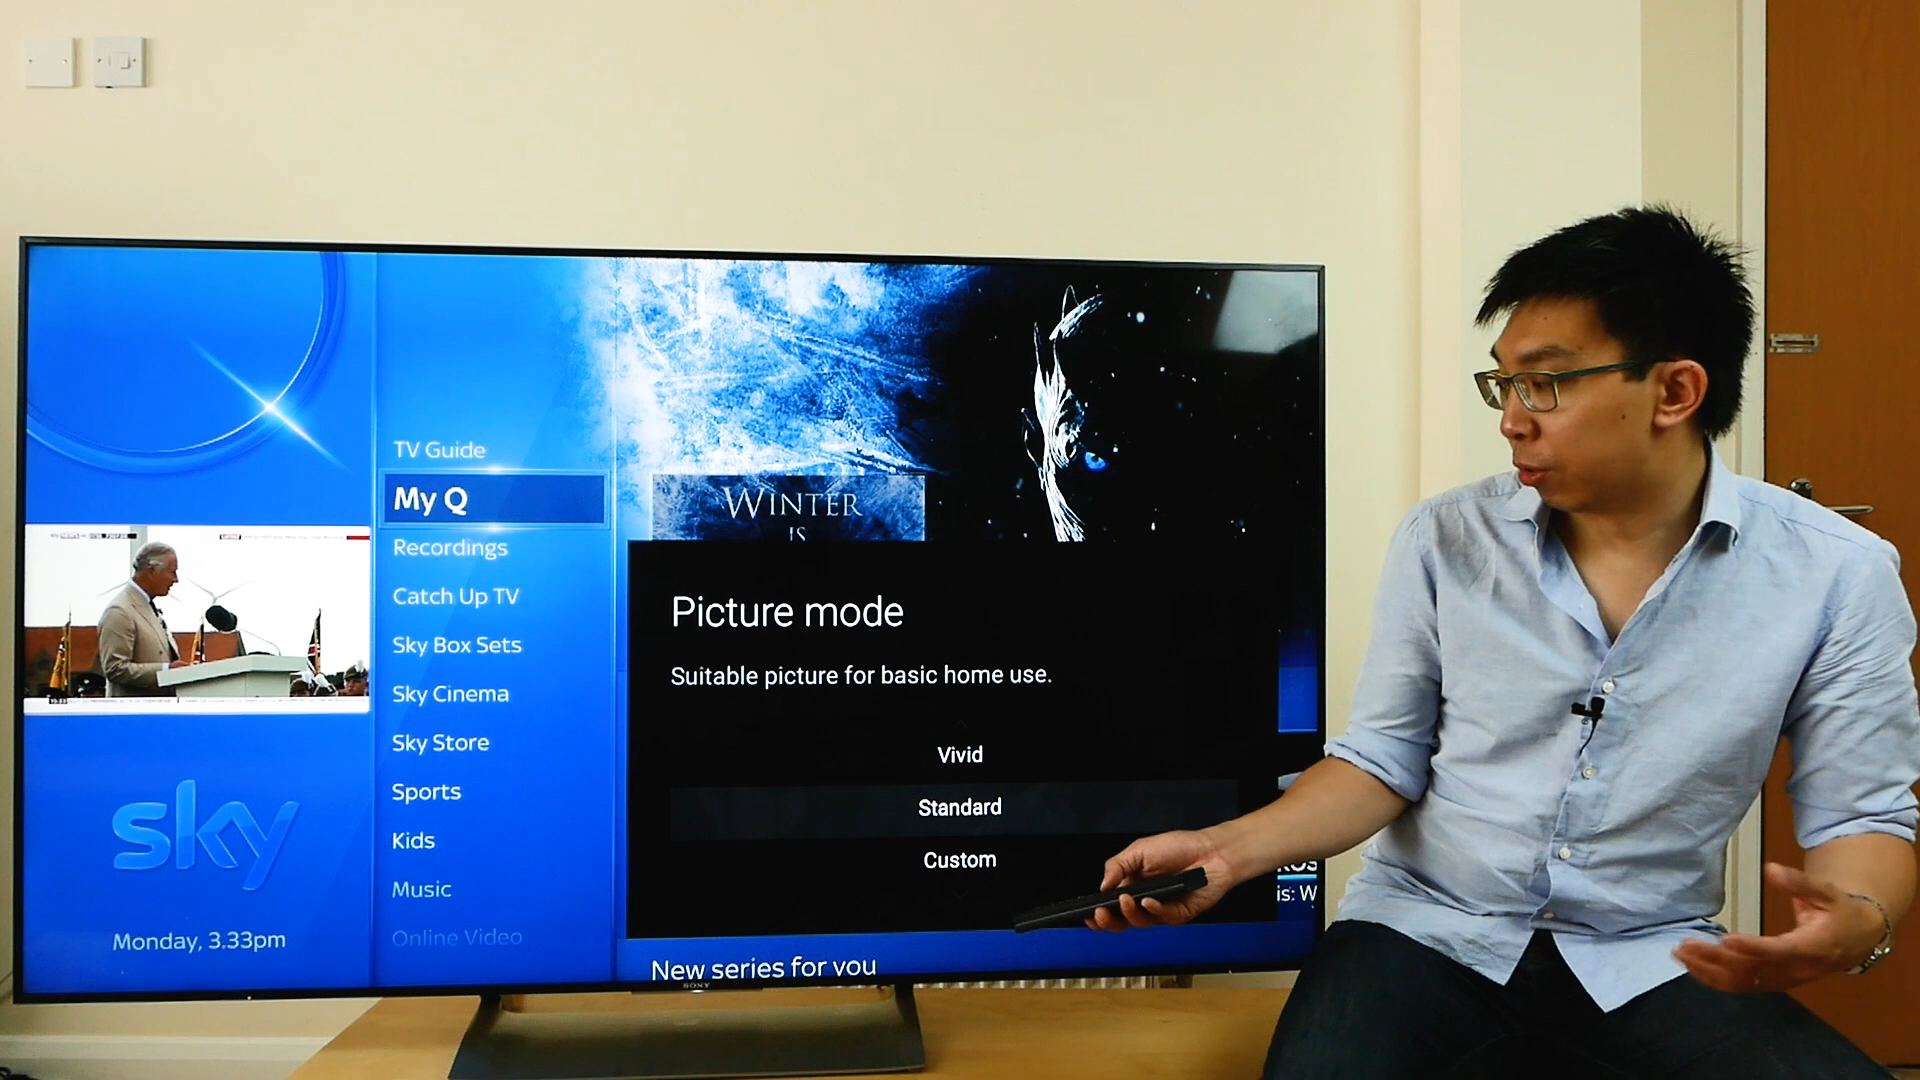 TV Guide
My Q
Recordings
Catch Up TV
Sky Box Sets
Sky Cinema
Sky Store
Sports
Kids
Music
Online Video
sky
Monday, 3.33pm
WINTER
IS
Picture mode
Suitable picture for basic home use.
Vivid
Standard
Custom
is: W
New series for you
SONY